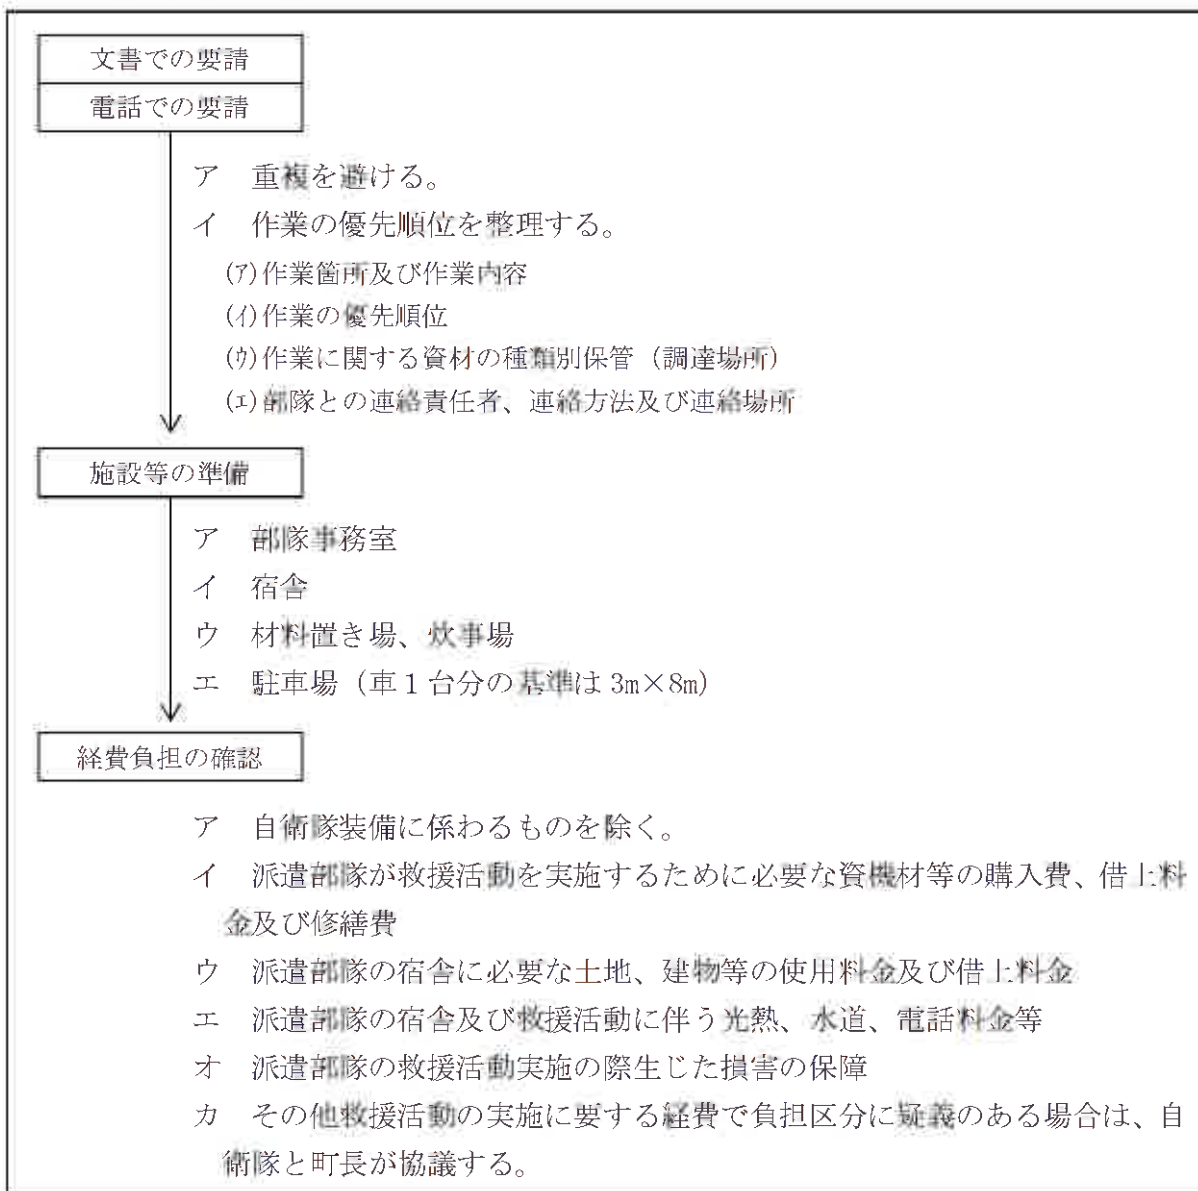 文書での要請
電話での要請
ア　重複を避ける。
イ　作業の優先順位を整理する。
(ア)作業箇所及び作業内容
(イ)作業の優先順位
(ウ)作業に関する資材の種類別保管（調達場所）
(エ)部隊との連絡責任者、連絡方法及び連絡場所
施設等の準備
ア　部隊事務室
イ　宿舎
ウ　材料置き場、炊事場
エ　駐車場（車１台分の基準は 3m×8m）
経費負担の確認
ア　自衛隊装備に係わるものを除く。
イ　派遣部隊が救援活動を実施するために必要な資機材等の購入費、借上料
金及び修繕費
ウ　派遣部隊の宿舎に必要な土地、建物等の使用料金及び借上料金
エ　派遣部隊の宿舎及び救援活動に伴う光熱、水道、電話料金等
オ　派遣部隊の救援活動実施の際生じた損害の保障
カ　その他救援活動の実施に要する経費で負担区分に疑義のある場合は、自
衛隊と町長が協議する。